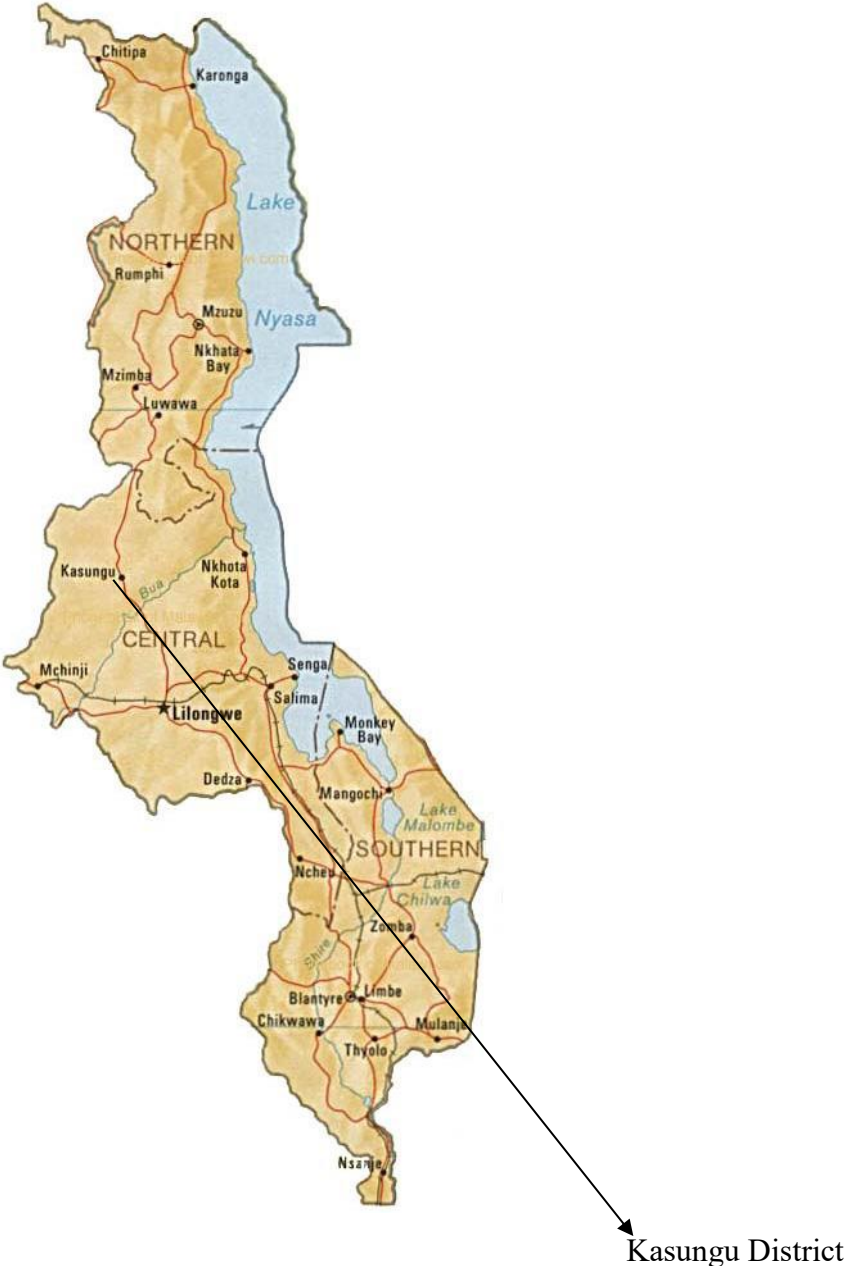 Chitipa
Karonga
Lake
NORTHERN
Rumphi
Mzuzu
Nyasa
Nkhata
Bay
Mzimba
Luwawa
Kasungu
Bua
Nkhota
Kota
CENTRAL
Mchinji
Senga
Salima
Lilongwe
Monkey
Bay
Dedza
Mangochi
Lake
Malombe
SOUTHERN
Ncheu
Lake
Chilwa
Zomba
Shire
Blantyre
Limbe
Chikwawa
Mulanje
Thyolo
Nsanje
Kasungu District